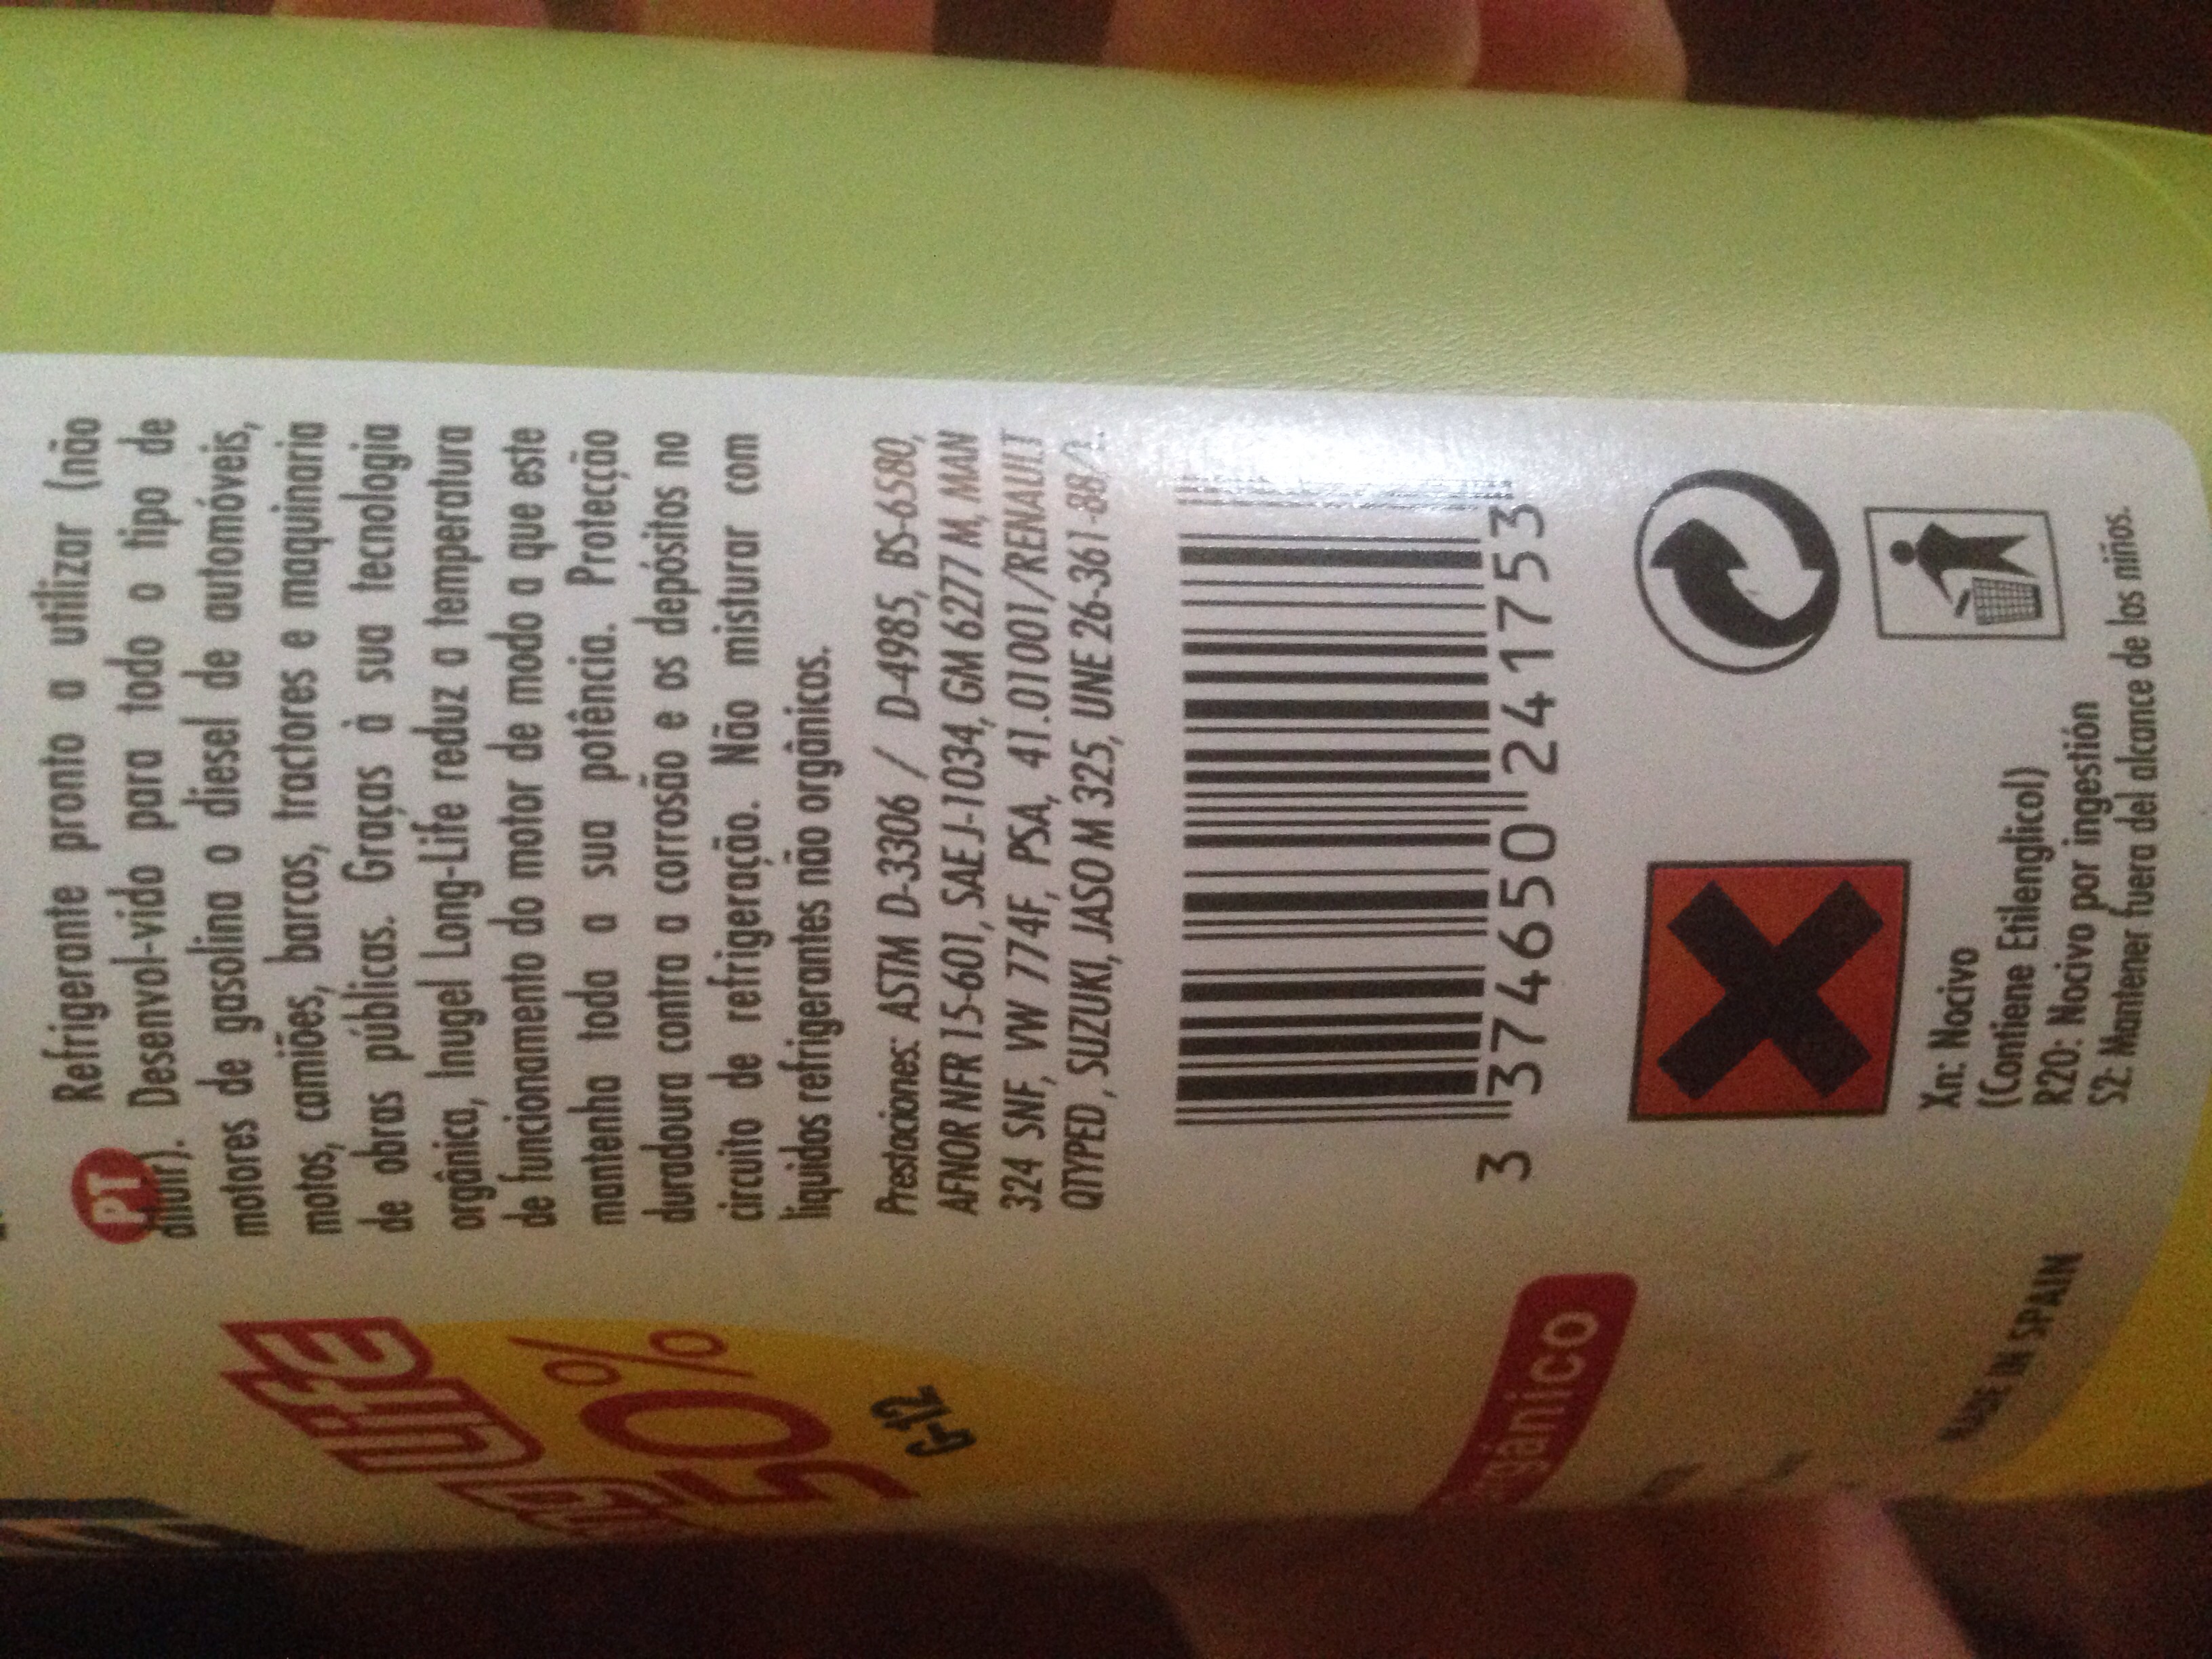 PT Refrigerante pronto a utilizar (não
diluir). Desenvol-vido para todo o tipo de
motores de gasolina o diesel de automóveis,
motos, camiões, barcos, tractores e maquinaria
de obras públicas. Graças à sua tecnologia
orgânica, Inugel Long-Life reduz a temperatura
de funcionamento do motor de modo a que este
mantenha toda a sua potência. Protecção
duradoura contra a corrosão e os depósitos no
circuito de refrigeração. Não misturar com
líquidos refrigerantes não orgânicos.
Prestaciones: ASTM D-3306 / D-4985, BS-6580,
AFNOR NFR 15-601, SAE J-1034, GM 6277 M, MAN
324 SNF, VW 774F, PSA, 41.01001/RENAULT
QTYPED , SUZUKI, JASO M 325, UNE 26-361-88/
3 374650 241753
Xn: Nocivo
(Contiene Etilenglicol)
R20: Nocivo por ingestión
S2: Mantener fuera del alcance de los niños.
Life
50%
G-12
orgánico
MADE IN SPAIN